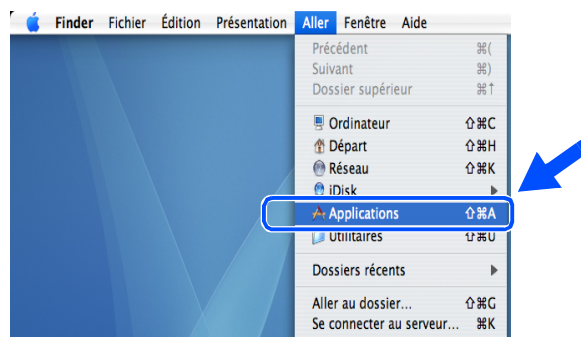 Finder Fichier Édition Présentation Aller Fenêtre Aide
Précédent ⌘(
Suivant ⌘)
Dossier supérieur ⌘↑
Ordinateur ⇧⌘C
Départ ⇧⌘H
Réseau ⇧⌘K
iDisk ▶
Applications ⇧⌘A
Utilitaires ⇧⌘U
Dossiers récents ▶
Aller au dossier... ⇧⌘G
Se connecter au serveur... ⌘K